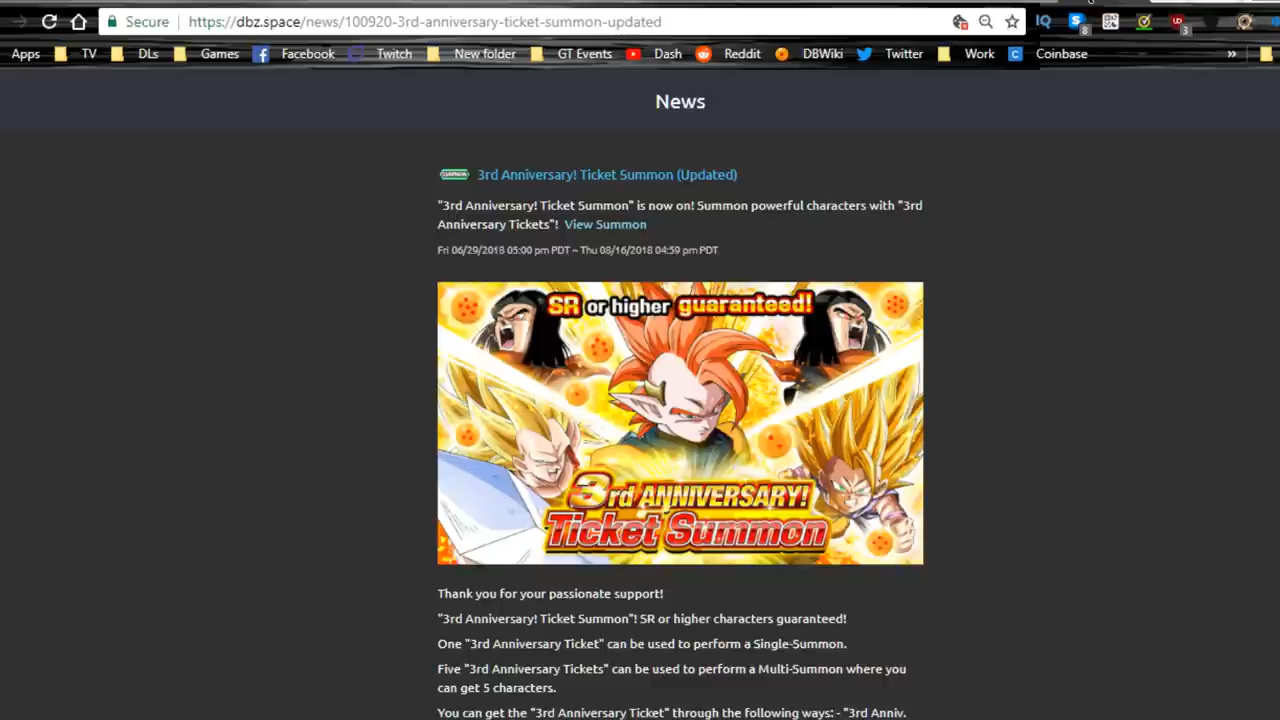 Secure
https://dbz.space/news/100920-3rd-anniversary-ticket-summon-updated
IQ
8
3
Apps TV DLs Games Facebook Twitch New folder GT Events Dash Reddit DBWiki Twitter Work Coinbase »
News
SUMMON
3rd Anniversary! Ticket Summon (Updated)
"3rd Anniversary! Ticket Summon" is now on! Summon powerful characters with "3rd
Anniversary Tickets"! View Summon
Fri 06/29/2018 05:00 pm PDT ~ Thu 08/16/2018 04:59 pm PDT
SR or higher guaranteed!
3rd ANNIVERSARY!
Ticket Summon
Thank you for your passionate support!
"3rd Anniversary! Ticket Summon"! SR or higher characters guaranteed!
One "3rd Anniversary Ticket" can be used to perform a Single-Summon.
Five "3rd Anniversary Tickets" can be used to perform a Multi-Summon where you
can get 5 characters.
You can get the "3rd Anniversary Ticket" through the following ways: - "3rd Anniv.